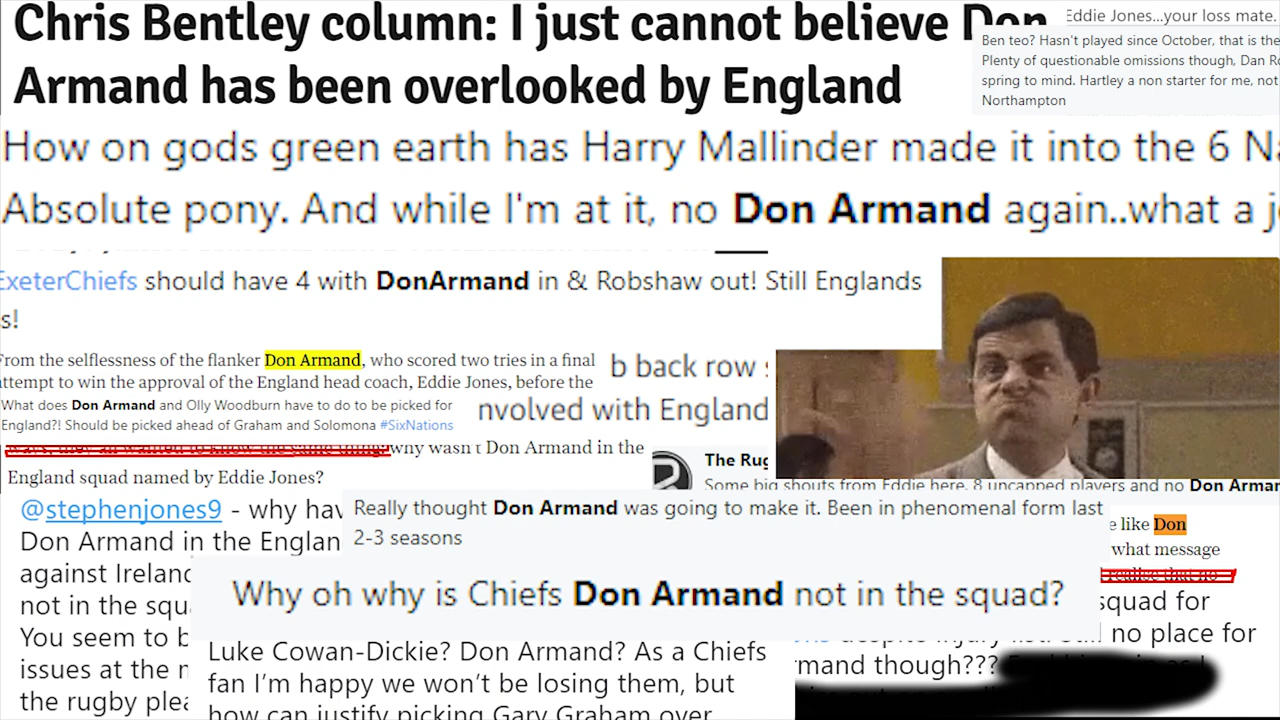 Chris Bentley column: I just cannot believe Don
Armand has been overlooked by England
Eddie Jones...your loss mate.
Ben teo? Hasn't played since October, that is the
Plenty of questionable omissions though, Dan
spring to mind. Hartley a non starter for me, not
Northampton
How on gods green earth has Harry Mallinder made it into the 6
Absolute pony. And while I'm at it, no Don Armand again..what a
ExeterChiefs should have 4 with DonArmand in & Robshaw out! Still Englands
s!
From the selflessness of the flanker Don Armand, who scored two tries in a final
attempt to win the approval of the England head coach, Eddie Jones, before the
What does Don Armand and Olly Woodburn have to do to be picked for
England?! Should be picked ahead of Graham and Solomona #SixNations
b back row
nvolved with England
why wasn't Don Armand in the
England squad named by Eddie Jones?
The Rug
Some big shouts from Eddie here. 8 uncapped players and no Don Armar
@stephenjones9 - why hav
Don Armand in the Englan
against Ireland
not in the squ
You seem to b
issues at the
the rugby plea
Really thought Don Armand was going to make it. Been in phenomenal form last
2-3 seasons
e like Don
what message
Why oh why is Chiefs Don Armand not in the squad?
squad for
despite injury list. no place for
rmand though???
Luke Cowan-Dickie? Don Armand? As a Chiefs
fan I'm happy we won't be losing them, but
how can justify picking Gary Graham over